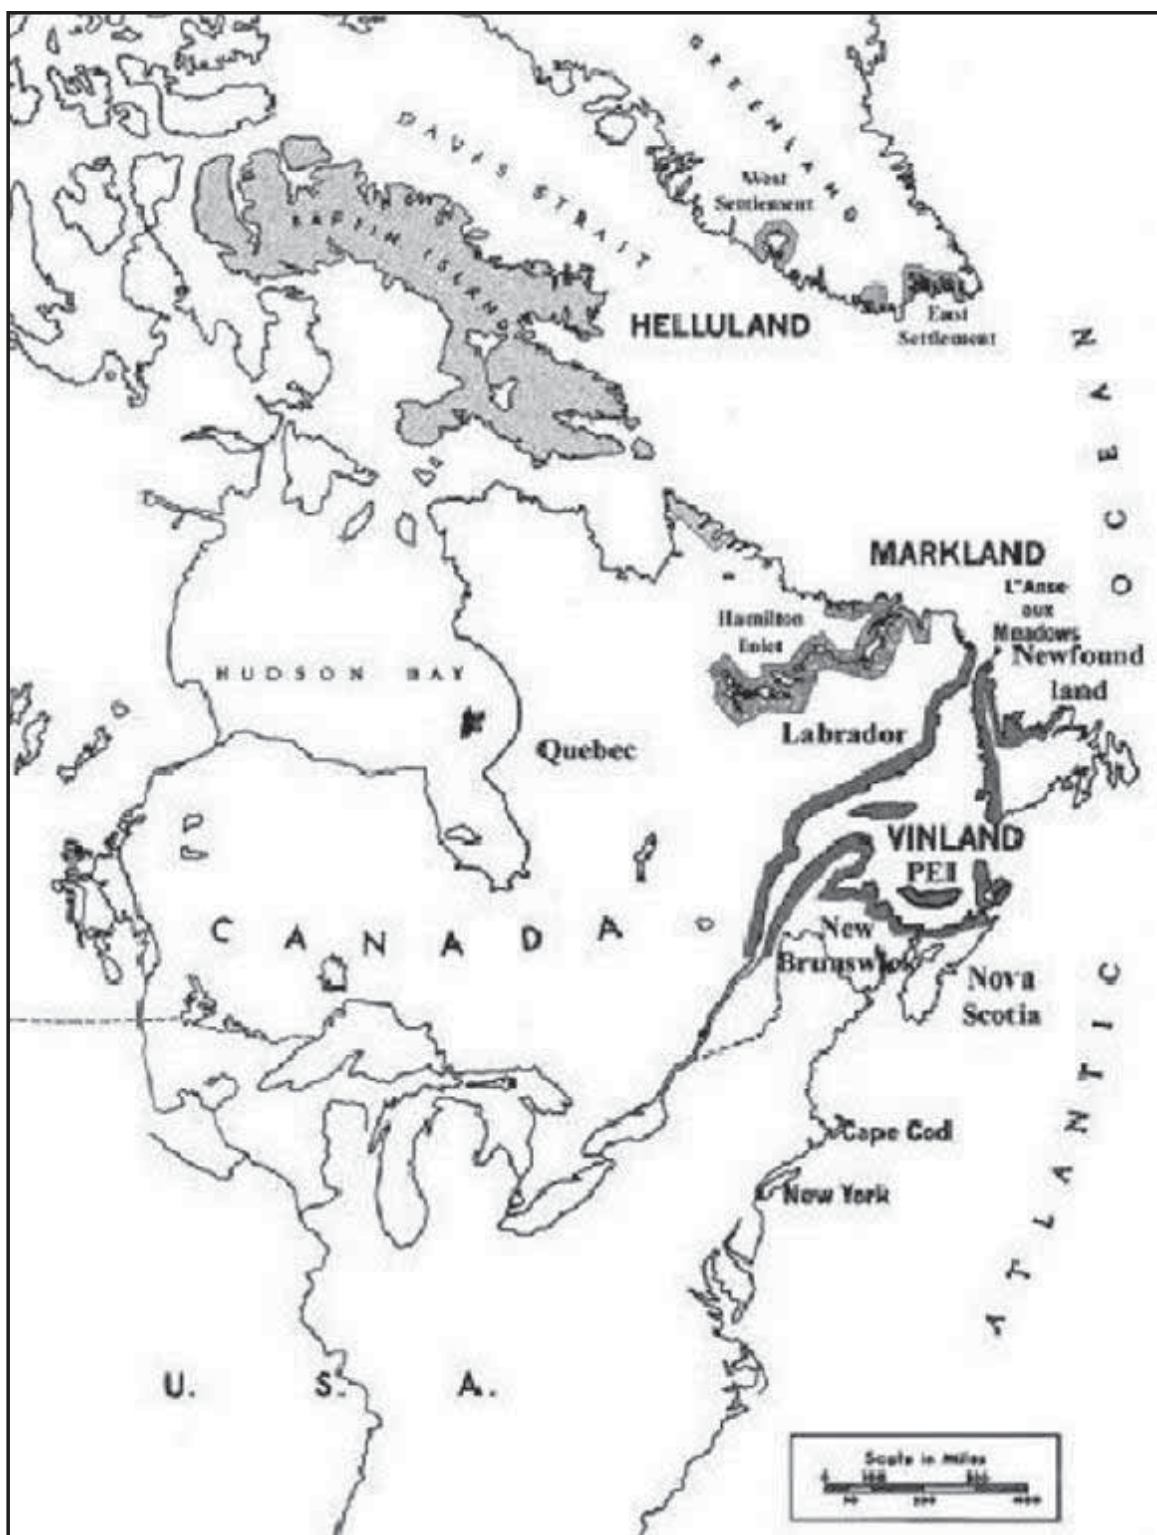 GREENLAND
DAVIS STRAIT
West
Settlement
BAFFIN ISLAND
HELLULAND
East
Settlement
MARKLAND
L"Anse
aux
Meadows
Hamilton
Inlet
Newfound
land
HUDSON BAY
Labrador
Quebec
VINLAND
PEI
CANADA
New
Brunswick
Nova
Scotia
Cape Cod
New York
ATLANTIC OCEAN
U. S. A.
Scale in Miles